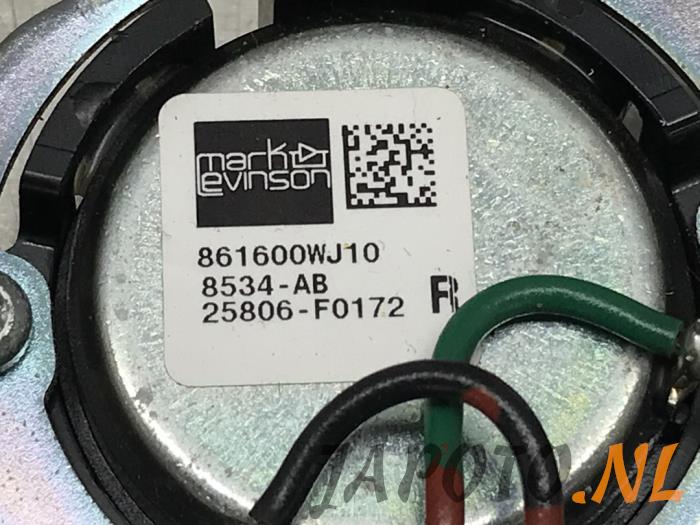 mark
levinson
861600WJ10
8534-AB
25806-F0172
JAPOTO.NL